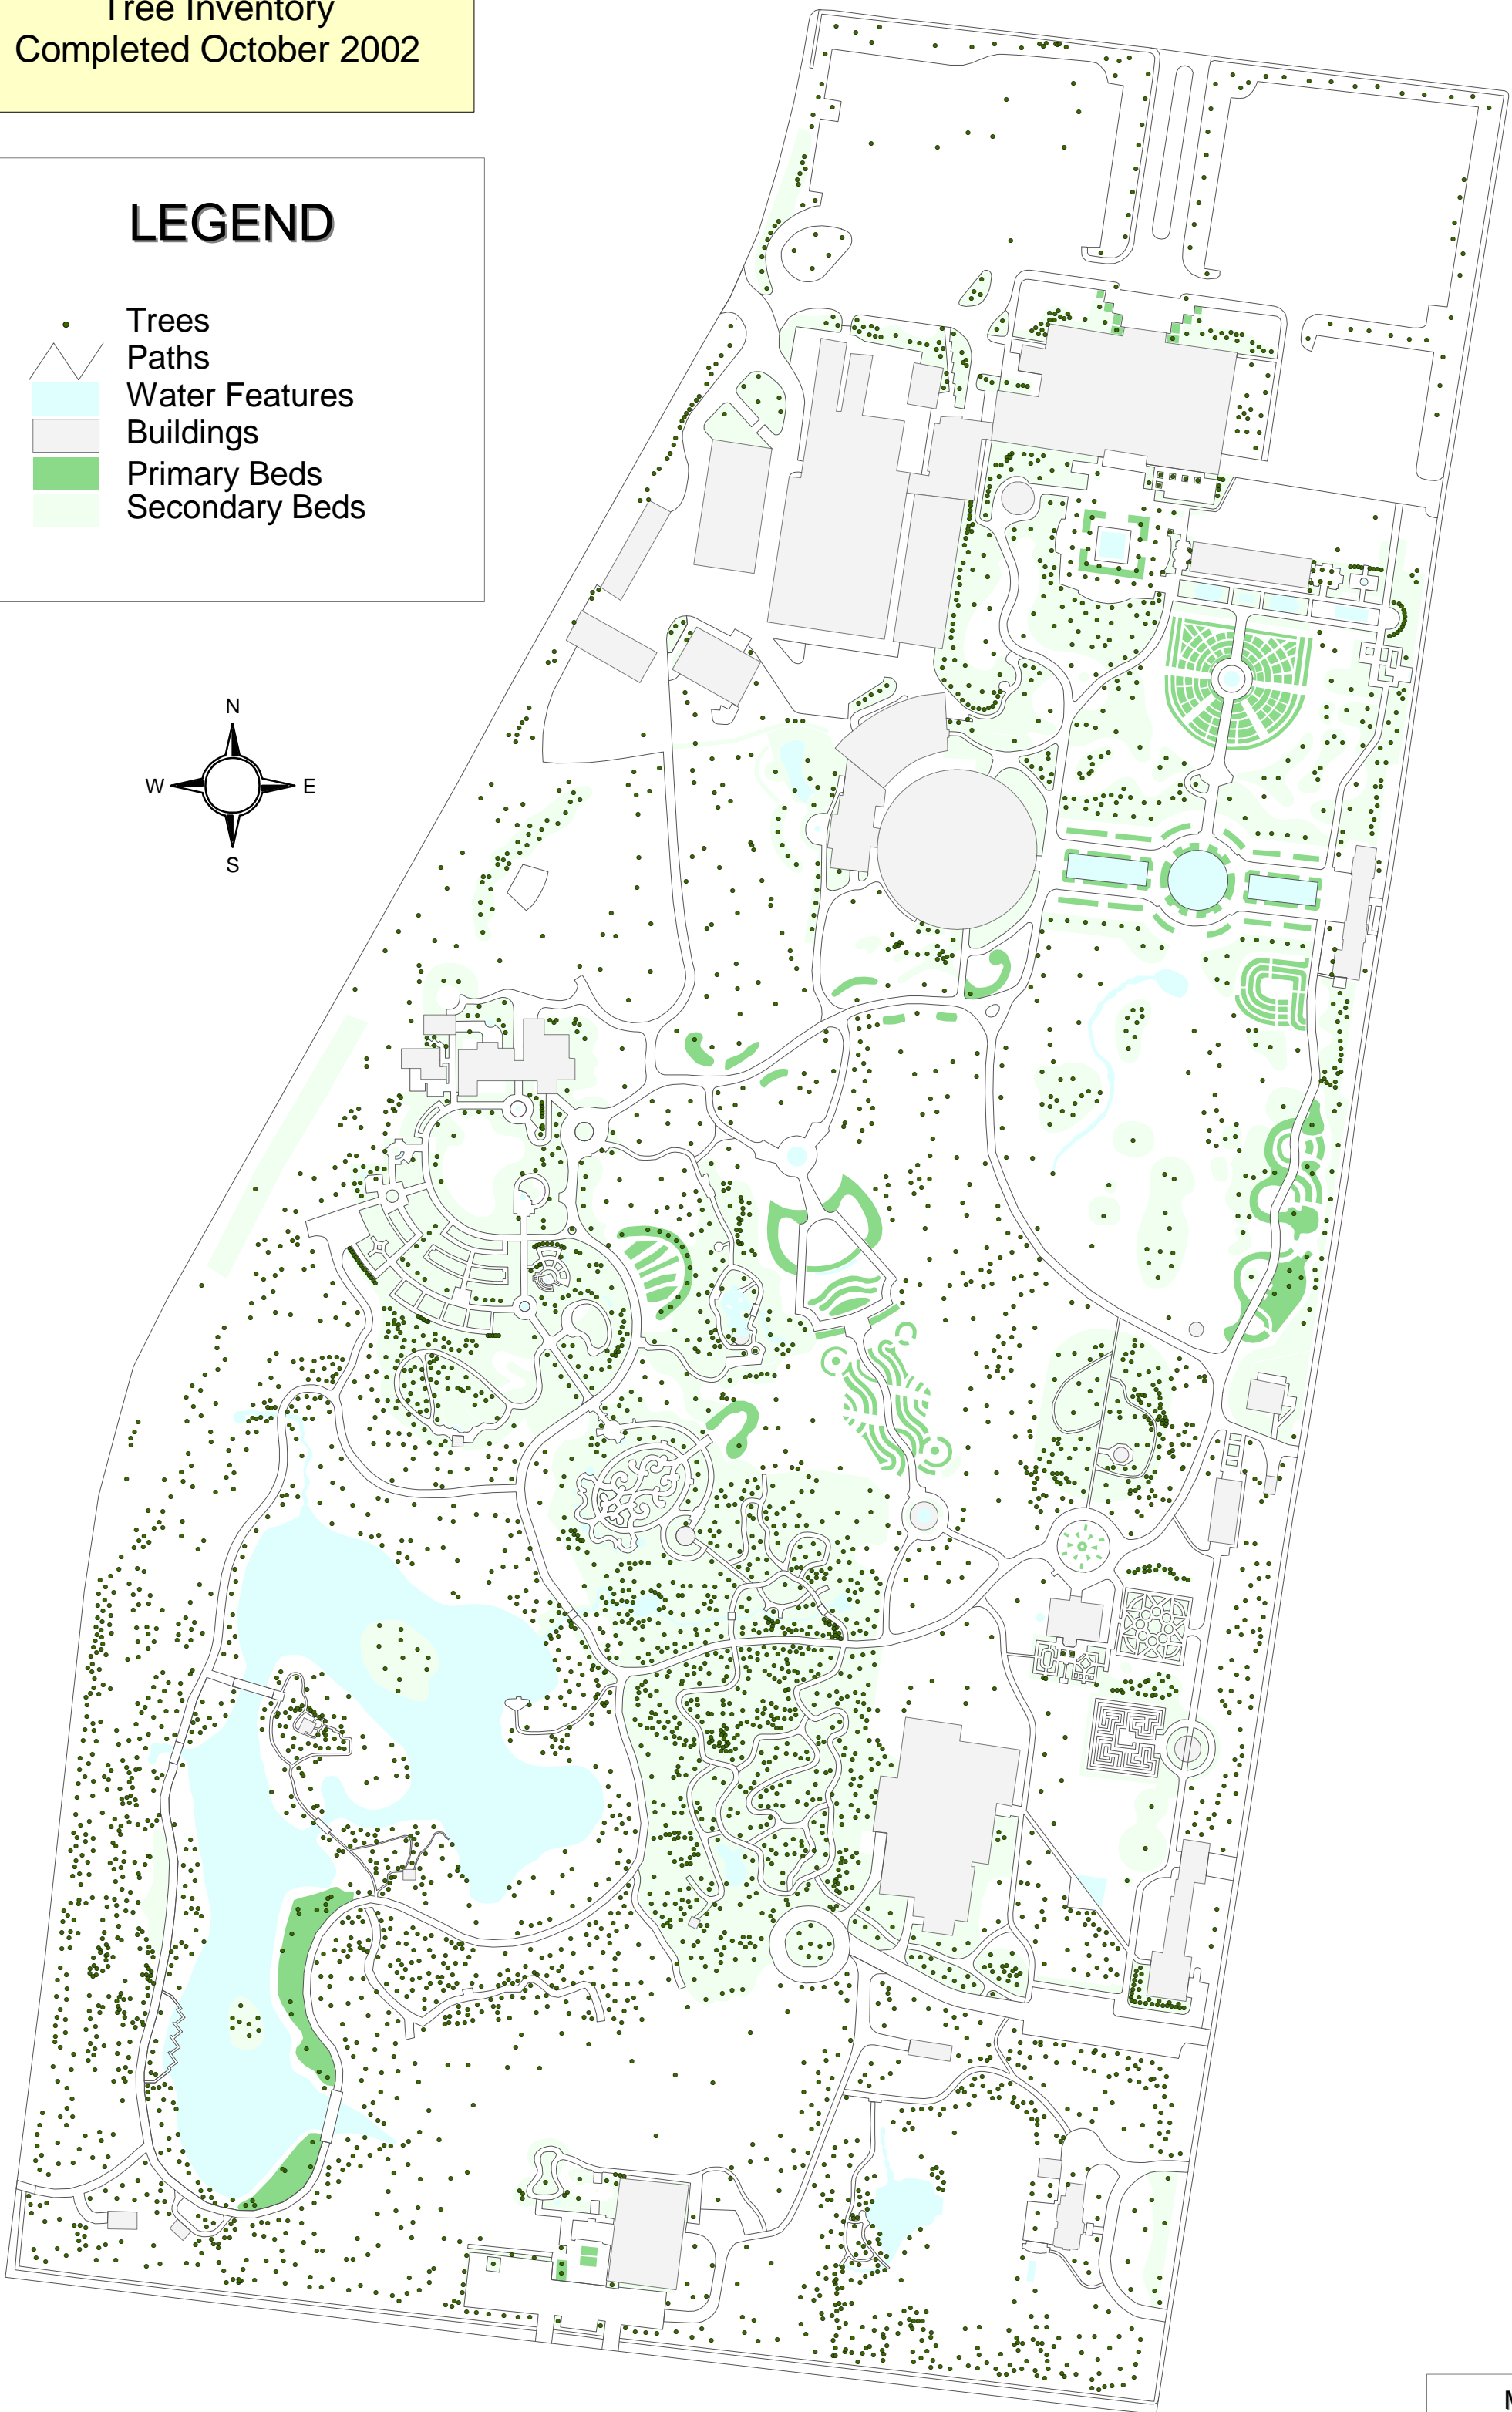 Tree Inventory
Completed October 2002
LEGEND
Trees
Paths
Water Features
Buildings
Primary Beds
Secondary Beds
N
W
E
S